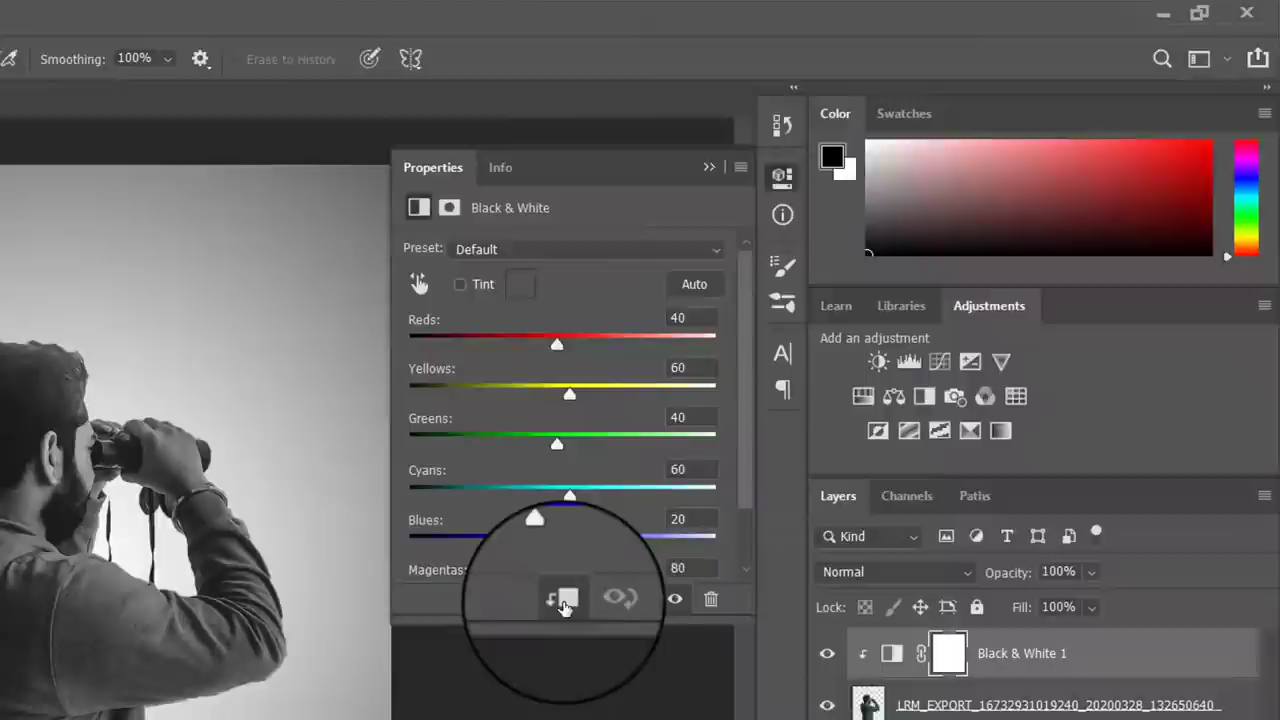 Smoothing: 100% Erase to History
Color Swatches
Properties Info
Black & White
Preset: Default
Tint Auto
Reds: 40
Yellows: 60
Greens: 40
Cyans: 60
Blues: 20
Magentas: 80
Learn Libraries Adjustments
Add an adjustment
Layers Channels Paths
Kind
Normal Opacity: 100%
Lock: Fill: 100%
Black & White 1
LRM_EXPORT_16732931019240_20200328_132650640